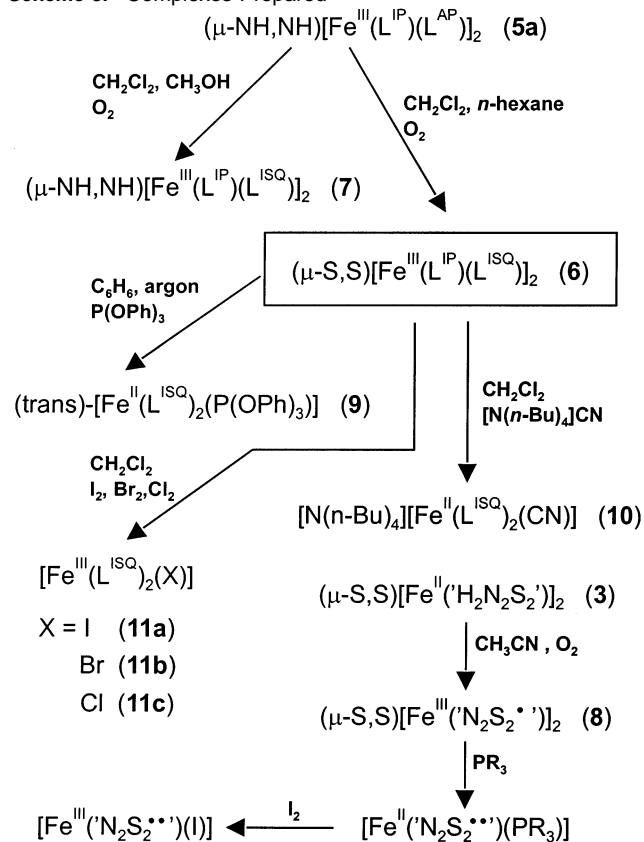 (μ-NH,NH)[Fe^III(L^IP)(L^AP)]₂ (5a)
CH₂Cl₂, CH₃OH
O₂
CH₂Cl₂, n-hexane
O₂
(μ-NH,NH)[Fe^III(L^IP)(L^ISQ)]₂ (7)
(μ-S,S)[Fe^III(L^IP)(L^ISQ)]₂ (6)
C₆H₆, argon
P(OPh)₃
(trans)-[Fe^II(L^ISQ)₂(P(OPh)₃)] (9)
CH₂Cl₂
[N(n-Bu)₄]CN
CH₂Cl₂
I₂, Br₂,Cl₂
[N(n-Bu)₄][Fe^II(L^ISQ)₂(CN)] (10)
[Fe^III(L^ISQ)₂(X)]
X = I (11a)
Br (11b)
Cl (11c)
(μ-S,S)[Fe^II('H₂N₂S₂')]₂ (3)
CH₃CN , O₂
(μ-S,S)[Fe^III('N₂S₂•')]₂ (8)
PR₃
[Fe^III('N₂S₂••')(I)]
I₂
[Fe^II('N₂S₂••')(PR₃)]